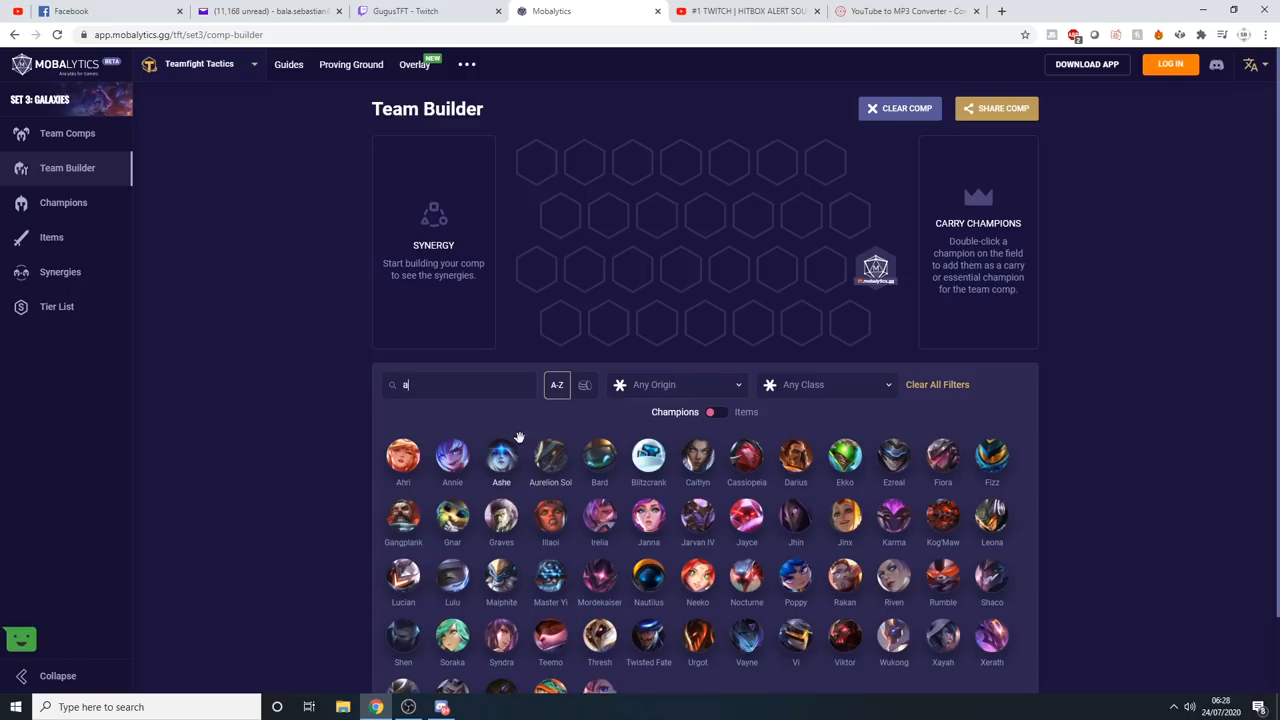 Facebook
(11,168 unread) - bala.sebastian
GugusTFT - Twitch
Mobalytics
#1 TWITCH | HITBOX ALERT SOU
YouTube to MP3 Converter - Co
app.mobalytics.gg/tft/set3/comp-builder
MOBALYTICS BETA
Analytics for Games
Teamfight Tactics
Guides
Proving Ground
Overlay NEW
DOWNLOAD APP
LOG IN
SET 3: GALAXIES
Team Comps
Team Builder
Champions
Items
Synergies
Tier List
Collapse
Team Builder
CLEAR COMP
SHARE COMP
SYNERGY
Start building your comp
to see the synergies.
mobalytics.gg
CARRY CHAMPIONS
Double-click a
champion on the field
to add them as a carry
or essential champion
for the team comp.
a
A-Z
Any Origin
Any Class
Clear All Filters
Champions
Items
Ahri Annie Ashe Aurelion Sol Bard Blitzcrank Caitlyn Cassiopeia Darius Ekko Ezreal Fiora Fizz
Gangplank Gnar Graves Illaoi Irelia Janna Jarvan IV Jayce Jhin Jinx Karma Kog'Maw Leona
Lucian Lulu Malphite Master Yi Mordekaiser Nautilus Neeko Nocturne Poppy Rakan Riven Rumble Shaco
Shen Soraka Syndra Teemo Thresh Twisted Fate Urgot Vayne Vi Viktor Wukong Xayah Xerath
Type here to search
06:28
24/07/2020